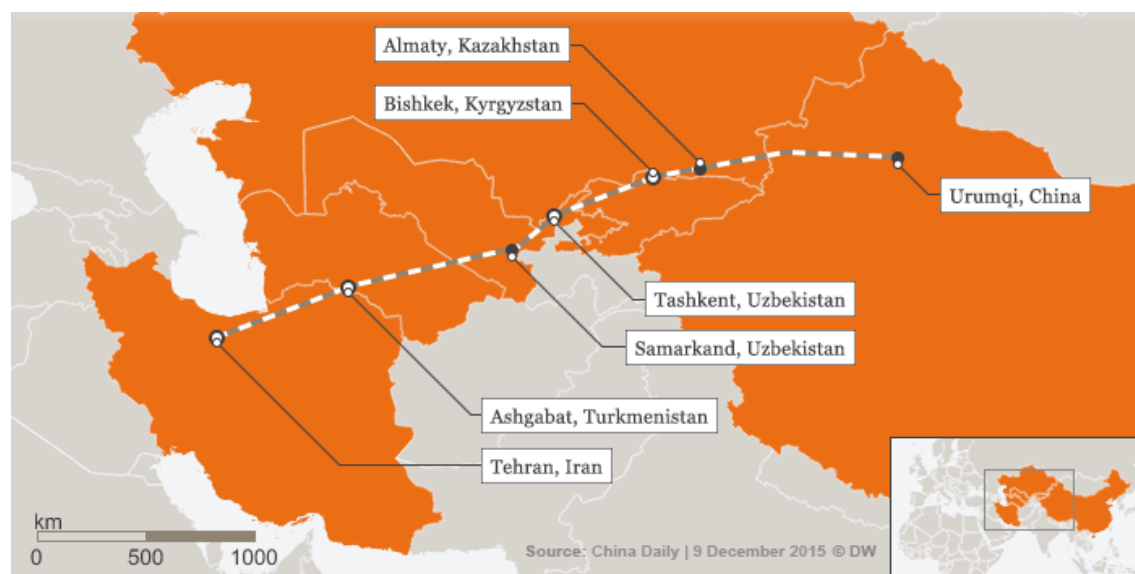 Almaty, Kazakhstan
Bishkek, Kyrgyzstan
Urumqi, China
Tashkent, Uzbekistan
Samarkand, Uzbekistan
Ashgabat, Turkmenistan
Tehran, Iran
km
0 500 1000
Source: China Daily | 9 December 2015 © DW